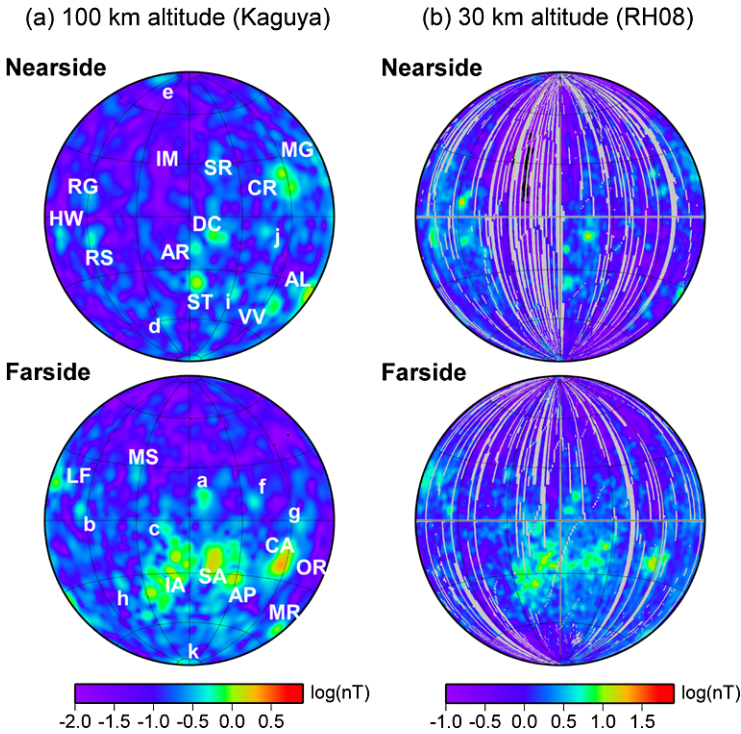 (a) 100 km altitude (Kaguya)
(b) 30 km altitude (RH08)
Nearside
Nearside
e
IM
SR
MG
RG
CR
HW
DC
j
RS
AR
AL
ST
i
VV
d
Farside
Farside
MS
LF
a
f
b
c
g
CA
OR
IA
SA
AP
h
MR
k
log(nT)
log(nT)
-2.0 -1.5 -1.0 -0.5 0.0 0.5
-1.0 -0.5 0.0 0.5 1.0 1.5